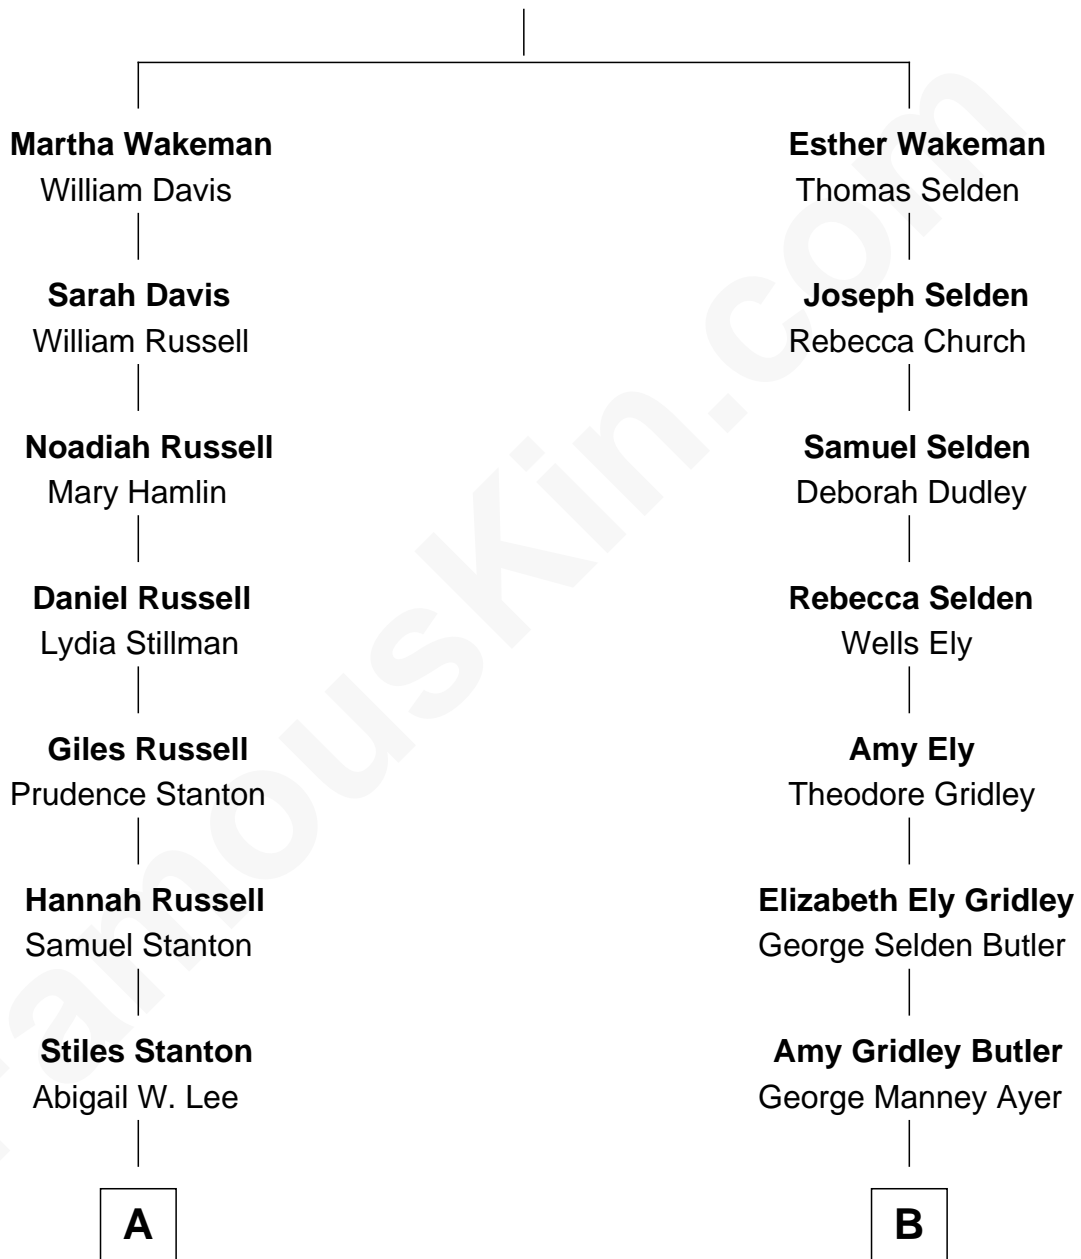 Martha Wakeman
William Davis
Sarah Davis
William Russell
Noadiah Russell
Mary Hamlin
Daniel Russell
Lydia Stillman
Giles Russell
Prudence Stanton
Hannah Russell
Samuel Stanton
Stiles Stanton
Abigail W. Lee
A
Esther Wakeman
Thomas Selden
Joseph Selden
Rebecca Church
Samuel Selden
Deborah Dudley
Rebecca Selden
Wells Ely
Amy Ely
Theodore Gridley
Elizabeth Ely Gridley
George Selden Butler
Amy Gridley Butler
George Manney Ayer
B
FamousKin.com